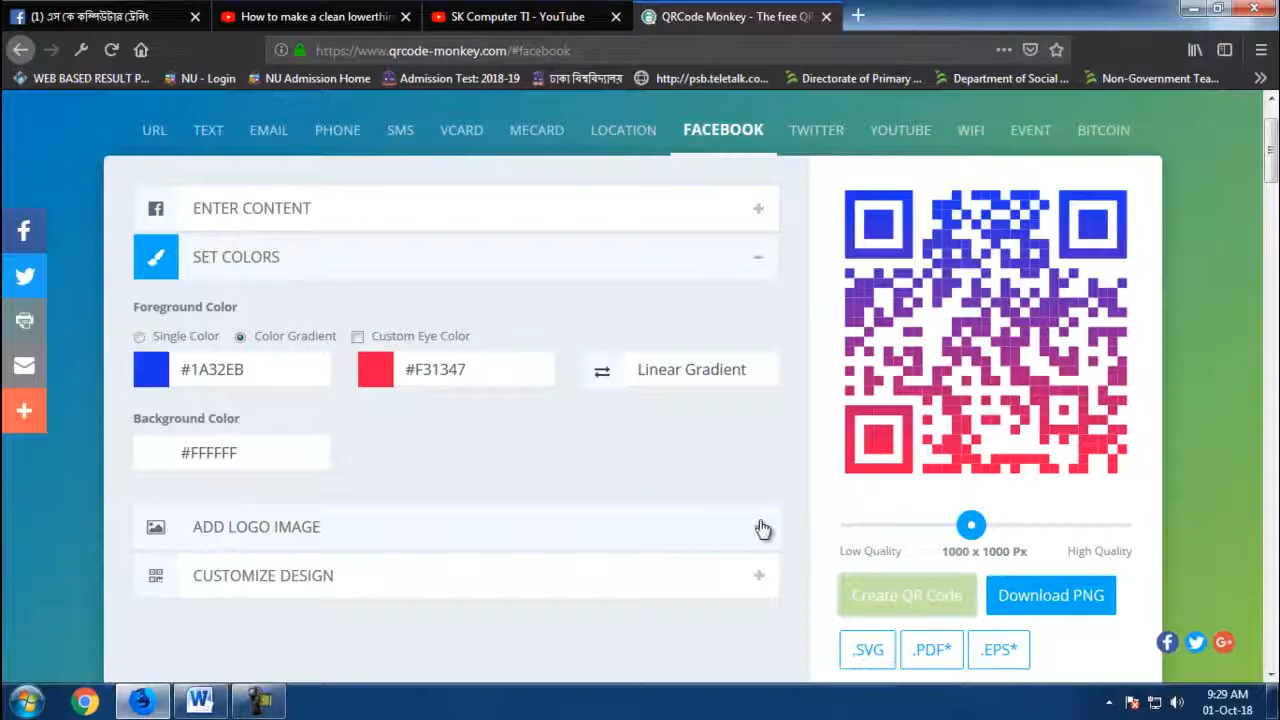 (1) এস কে কম্পিউটার ট্রেনিং
How to make a clean lowerthir
SK Computer TI - YouTube
QRCode Monkey - The free QR
https://www.qrcode-monkey.com/#facebook
WEB BASED RESULT P...
NU - Login
NU Admission Home
Admission Test: 2018-19
ঢাকা বিশ্ববিদ্যালয়
http://psb.teletalk.co...
Directorate of Primary ...
Department of Social ...
Non-Government Tea...
URL TEXT EMAIL PHONE SMS VCARD MECARD LOCATION FACEBOOK TWITTER YOUTUBE WIFI EVENT BITCOIN
ENTER CONTENT
SET COLORS
Foreground Color
Single Color Color Gradient Custom Eye Color
#1A32EB #F31347 Linear Gradient
Background Color
#FFFFFF
ADD LOGO IMAGE
CUSTOMIZE DESIGN
Low Quality 1000 x 1000 Px High Quality
Create QR Code Download PNG
.SVG .PDF* .EPS*
9:29 AM
01-Oct-18